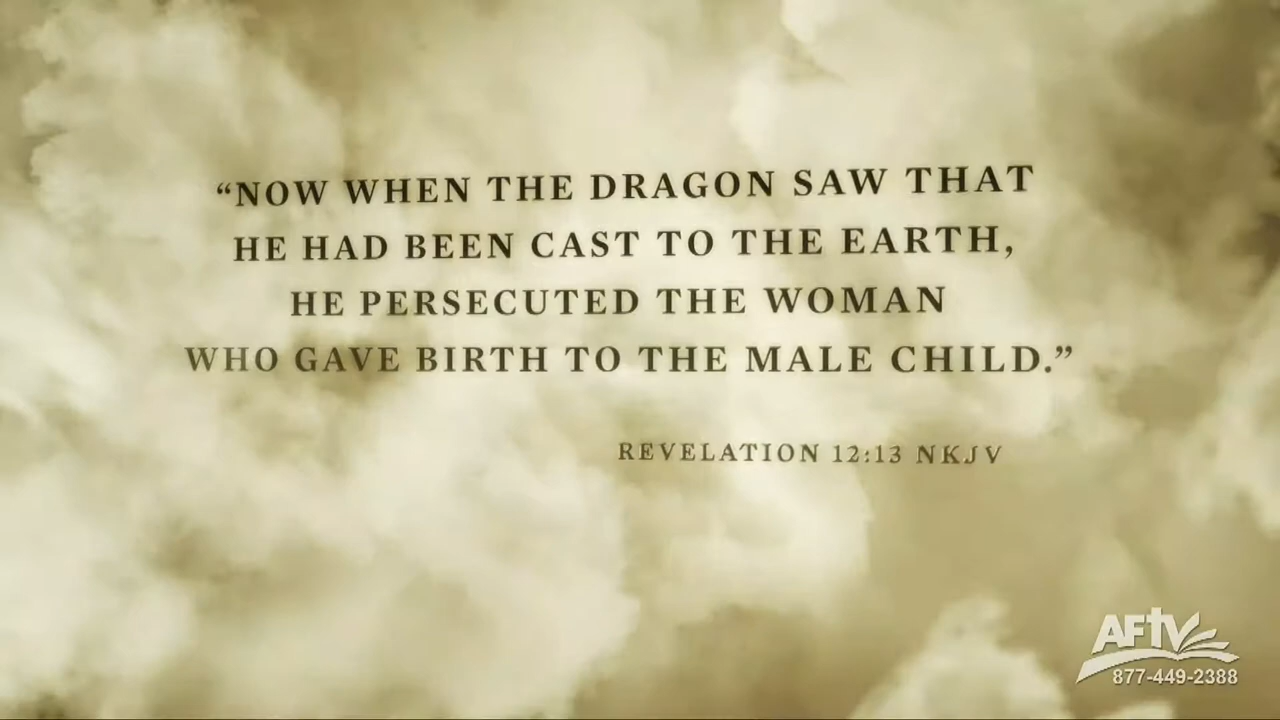 “NOW WHEN THE DRAGON SAW THAT
HE HAD BEEN CAST TO THE EARTH,
HE PERSECUTED THE WOMAN
WHO GAVE BIRTH TO THE MALE CHILD.”
REVELATION 12:13 NKJV
AFTV
877-449-2388